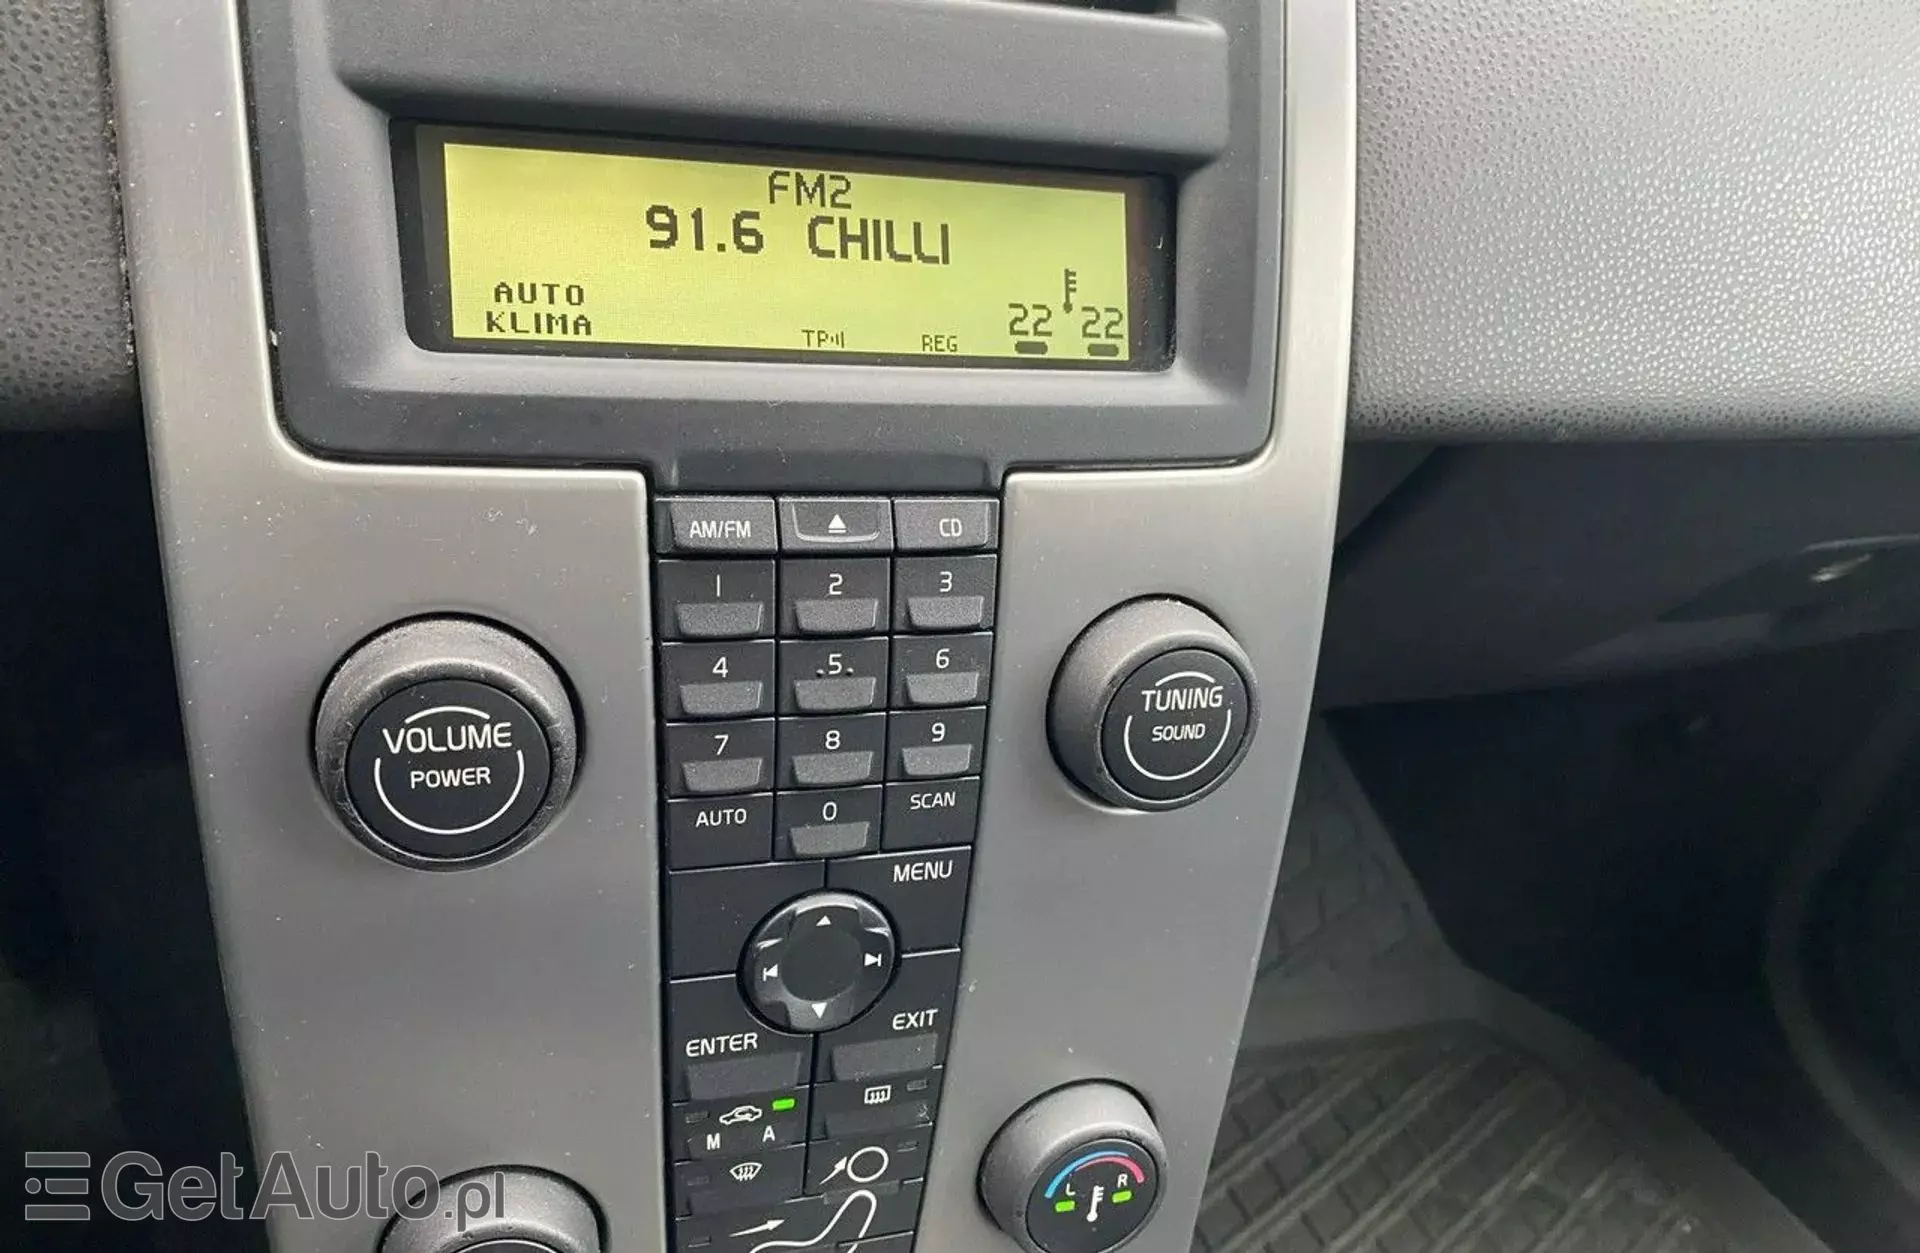 FM2
91.6 CHILLI
AUTO
KLIMA
TP
REG
22 22
AM/FM
CD
1 2 3
4 5 6
7 8 9
AUTO 0 SCAN
VOLUME
POWER
TUNING
SOUND
MENU
ENTER
EXIT
M A
L R
GetAuto.pl